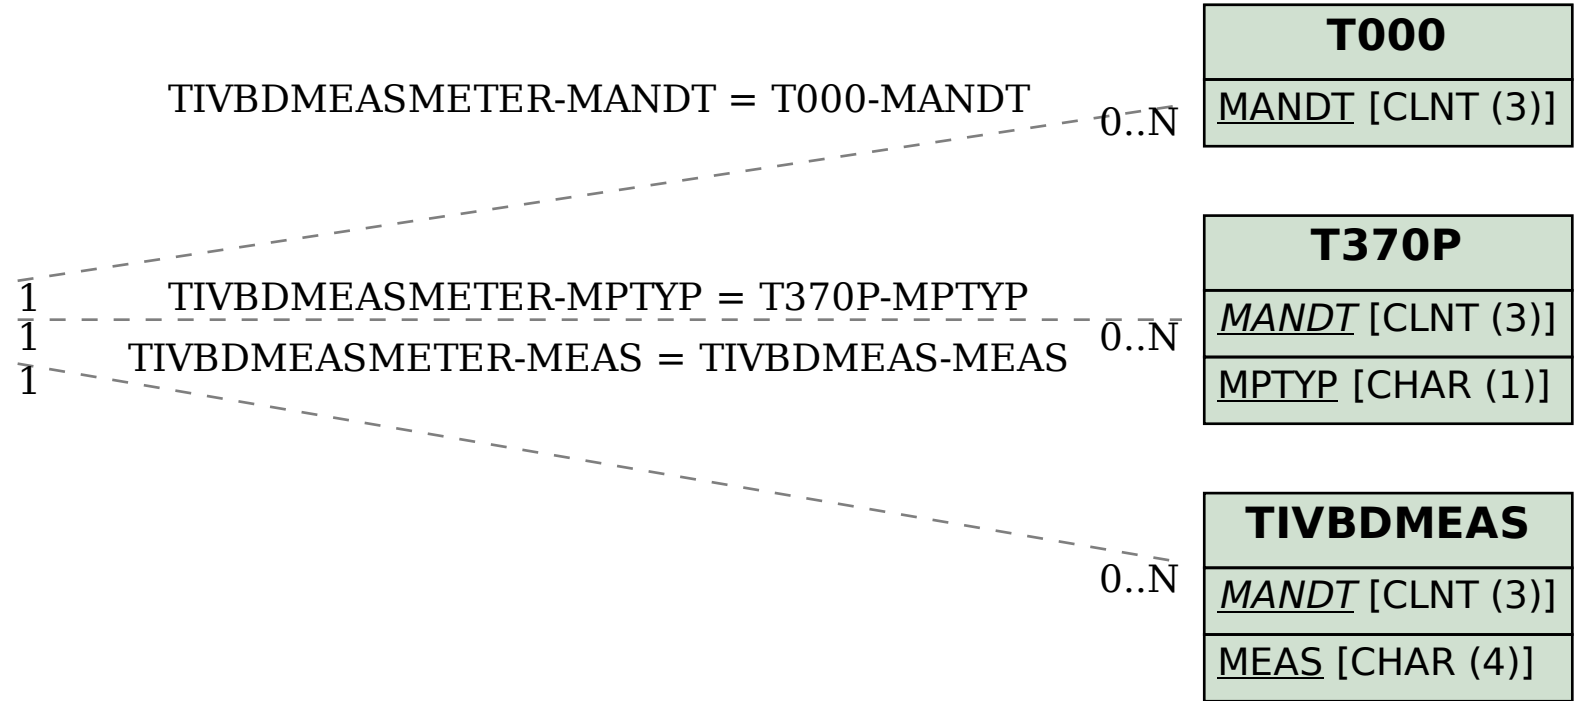 T000
MANDT [CLNT (3)]
TIVBDMEASMETER-MANDT = T000-MANDT
0..N
T370P
MANDT [CLNT (3)]
MPTYP [CHAR (1)]
1
TIVBDMEASMETER-MPTYP = T370P-MPTYP
0..N
1
TIVBDMEASMETER-MEAS = TIVBDMEAS-MEAS
1
0..N
TIVBDMEAS
MANDT [CLNT (3)]
MEAS [CHAR (4)]